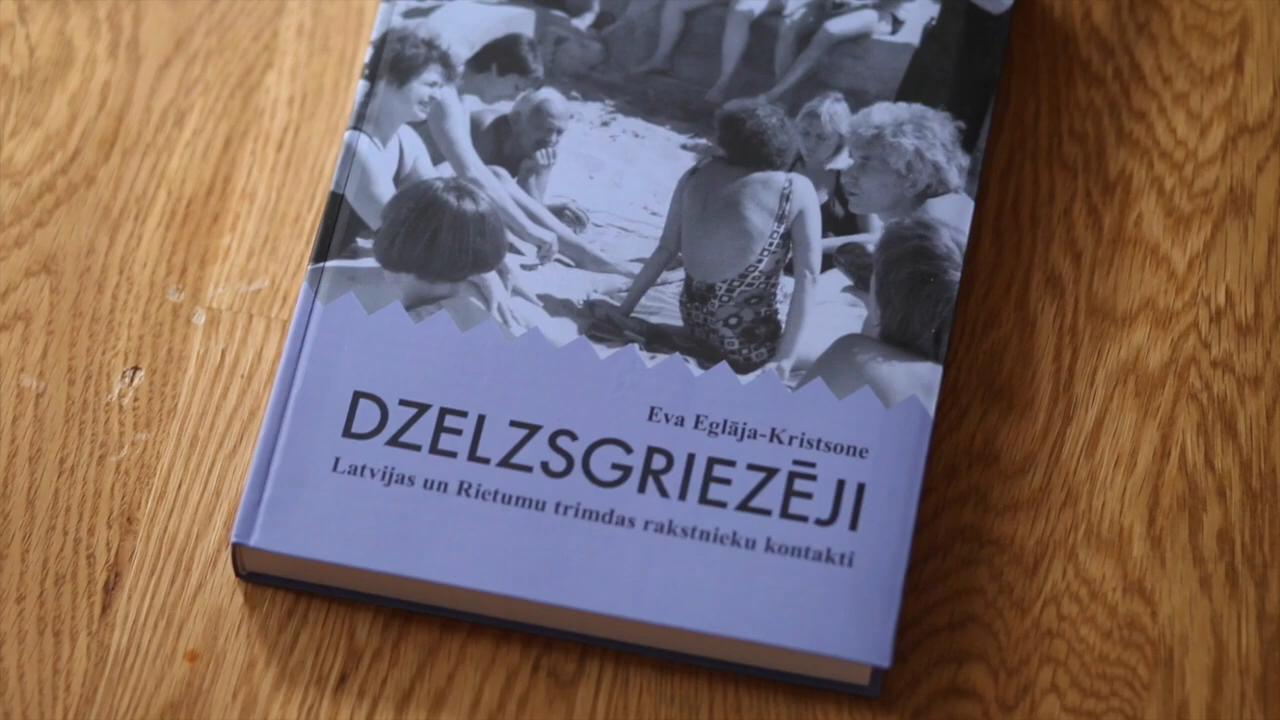 Eva Eglāja-Kristsone
DZELZSGRIEZĒJI
Latvijas un Rietumu trimdas rakstnieku kontakti